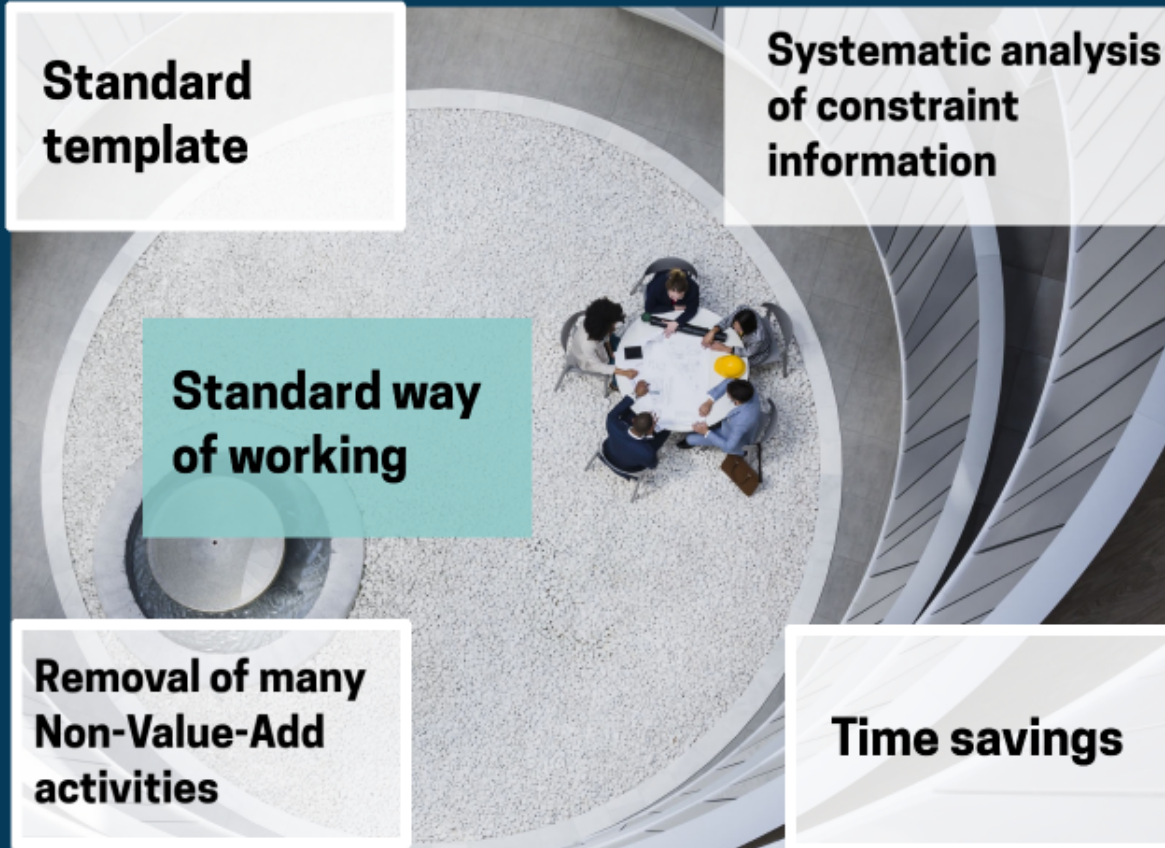 Standard
template
Systematic analysis
of constraint
information
Standard way
of working
Removal of many
Non-Value-Add
activities
Time savings